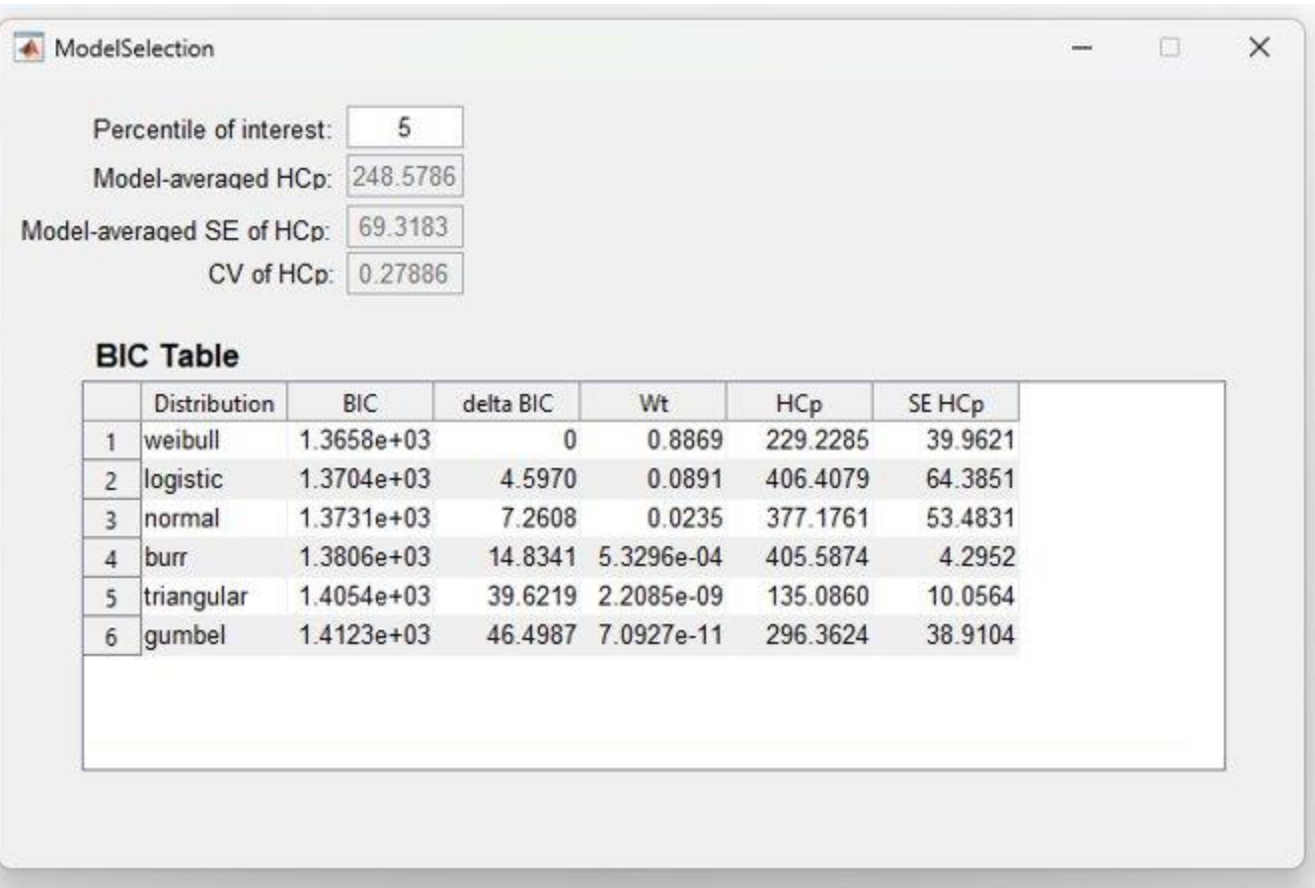 ModelSelection
Percentile of interest: 5
Model-averaged HCp: 248.5786
Model-averaged SE of HCp: 69.3183
CV of HCp: 0.27886
BIC Table
Distribution BIC delta BIC Wt HCp SE HCp
1 weibull 1.3658e+03 0 0.8869 229.2285 39.9621
2 logistic 1.3704e+03 4.5970 0.0891 406.4079 64.3851
3 normal 1.3731e+03 7.2608 0.0235 377.1761 53.4831
4 burr 1.3806e+03 14.8341 5.3296e-04 405.5874 4.2952
5 triangular 1.4054e+03 39.6219 2.2085e-09 135.0860 10.0564
6 gumbel 1.4123e+03 46.4987 7.0927e-11 296.3624 38.9104